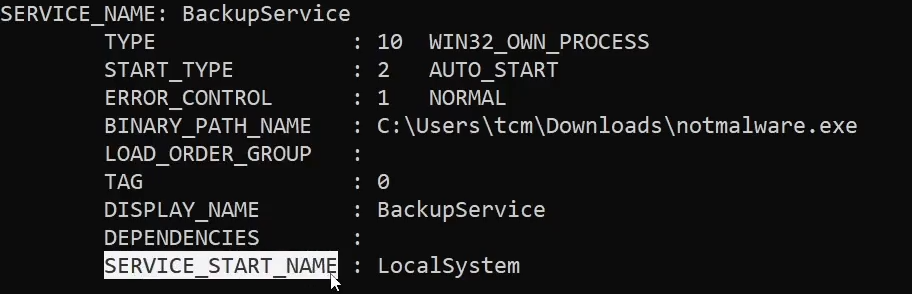 SERVICE_NAME: BackupService
        TYPE               : 10  WIN32_OWN_PROCESS
        START_TYPE         : 2   AUTO_START
        ERROR_CONTROL      : 1   NORMAL
        BINARY_PATH_NAME   : C:\Users\tcm\Downloads\notmalware.exe
        LOAD_ORDER_GROUP   :
        TAG                : 0
        DISPLAY_NAME       : BackupService
        DEPENDENCIES       :
        SERVICE_START_NAME : LocalSystem